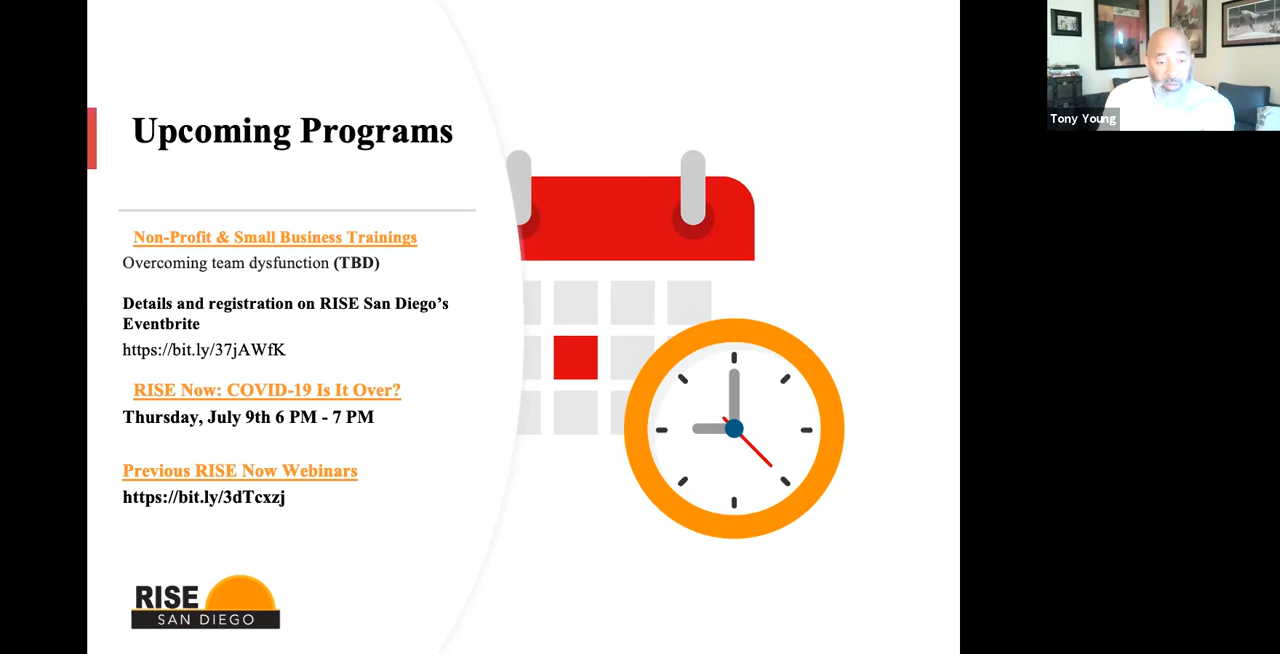 Upcoming Programs
Non-Profit & Small Business Trainings
Overcoming team dysfunction (TBD)
Details and registration on RISE San Diego’s
Eventbrite
https://bit.ly/37jAWfK
RISE Now: COVID-19 Is It Over?
Thursday, July 9th 6 PM - 7 PM
Previous RISE Now Webinars
https://bit.ly/3dTcxzj
RISE
SAN DIEGO
Tony Young